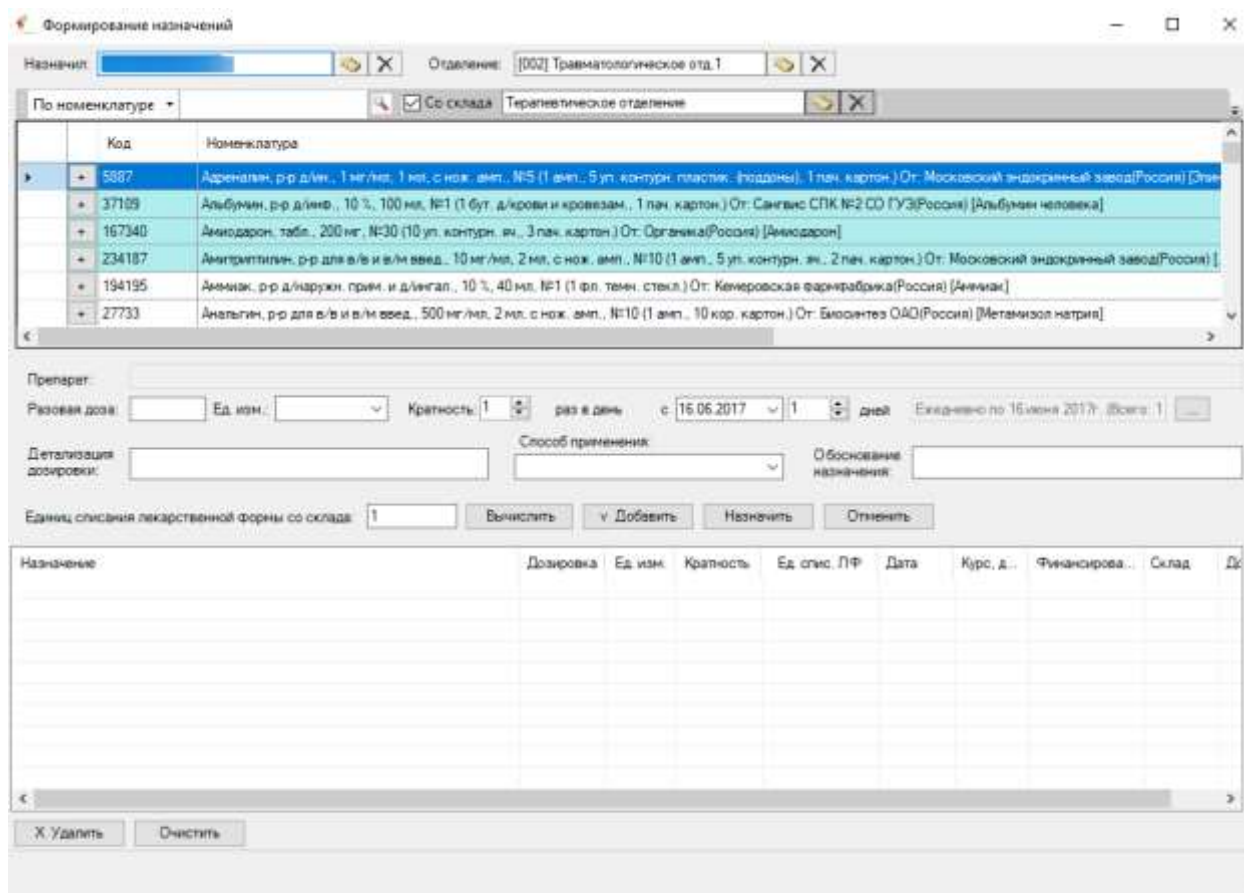 Формирование назначений
Назначил: Отделение: [002] Травматологическое отд.1
По номенклатуре Со склада Терапевтическое отделение
Код Номенклатура
+ 5887 Адреналин, р-р д/ин., 1 мг/мл, 1 мл, с нож. амп., №5 (1 амп., 5 уп. контурн. пластик. (поддоны), 1 пач. картон.) От: Московский эндокринный завод(Россия) [Эпин
+ 37109 Альбумин, р-р д/инф., 10 %, 100 мл, №1 (1 бут. д/крови и кровезам., 1 пач. картон.) От: Сангвис СПК №2 СО ГУЗ(Россия) [Альбумин человека]
+ 167340 Амиодарон, табл., 200 мг, №30 (10 уп. контурн. яч., 3 пач. картон.) От: Органика(Россия) [Амиодарон]
+ 234187 Амитриптилин, р-р для в/в и в/м введ., 10 мг/мл, 2 мл, с нож. амп., №10 (1 амп., 5 уп. контурн. яч., 2 пач. картон.) От: Московский эндокринный завод(Россия) [
+ 194195 Аммиак, р-р д/наружн. прим. и д/ингал., 10 %, 40 мл, №1 (1 фл. темн. стекл.) От: Кемеровская фармфабрика(Россия) [Аммиак]
+ 27733 Анальгин, р-р для в/в и в/м введ., 500 мг/мл, 2 мл, с нож. амп., №10 (1 амп., 10 кор. картон.) От: Биосинтез ОАО(Россия) [Метамизол натрия]
Препарат:
Разовая доза: Ед. изм.: Кратность: 1 раз в день с 16.06.2017 1 дней Ежедневно по 16 июня 2017г. (Всего: 1) ...
Детализация дозировки: Способ применения: Обоснование назначения:
Единиц списания лекарственной формы со склада: 1 Вычислить v Добавить Назначить Отменить
Назначение Дозировка Ед. изм. Кратность Ед. спис. ЛФ Дата Курс, д... Финансирова... Склад До
X Удалить Очистить